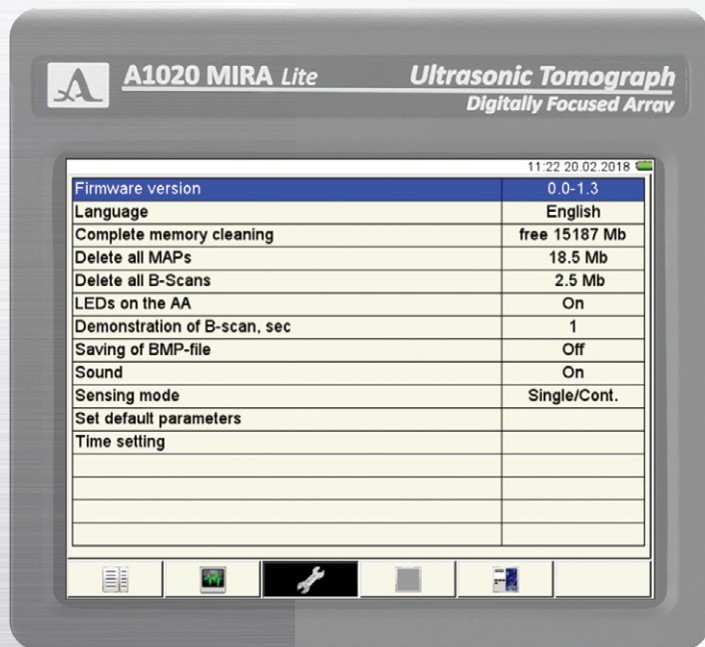 A1020 MIRA Lite
Ultrasonic Tomograph
Digitally Focused Array
11:22 20.02.2018
Firmware version 0.0-1.3
Language English
Complete memory cleaning free 15187 Mb
Delete all MAPs 18.5 Mb
Delete all B-Scans 2.5 Mb
LEDs on the AA On
Demonstration of B-scan, sec 1
Saving of BMP-file Off
Sound On
Sensing mode Single/Cont.
Set default parameters
Time setting